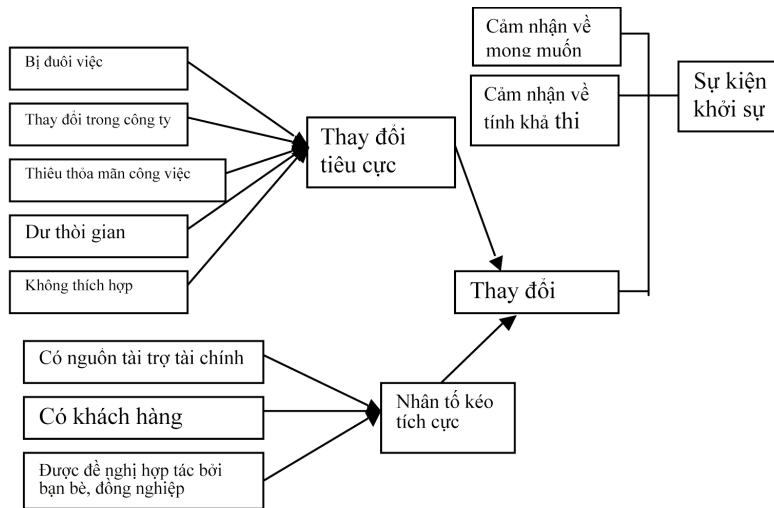 Cảm nhận về
mong muốn
Bị đuổi việc
Sự kiện
khởi sự
Cảm nhận về
tính khả thi
Thay đổi trong công ty
Thay đổi
tiêu cực
Thiếu thỏa mãn công việc
Dư thời gian
Không thích hợp
Thay đổi
Có nguồn tài trợ tài chính
Nhân tố kéo
tích cực
Có khách hàng
Được đề nghị hợp tác bởi
bạn bè, đồng nghiệp